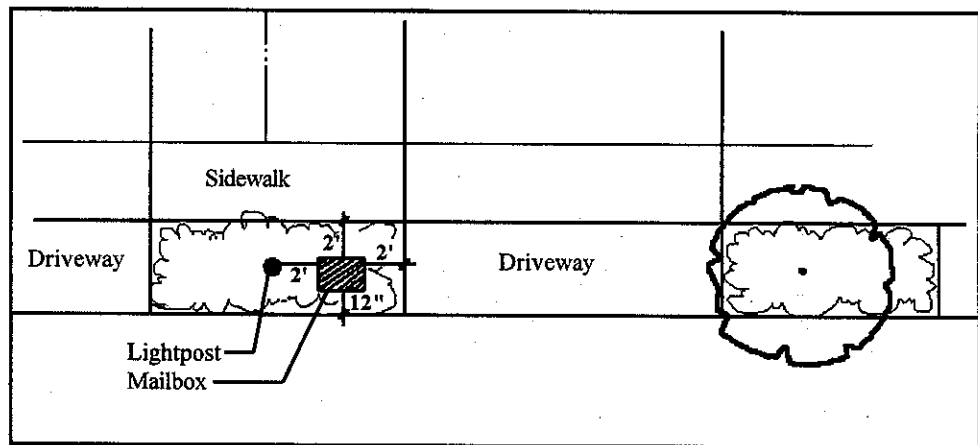 Sidewalk
Driveway
2'
2'
2'
12"
Driveway
Lightpost
Mailbox